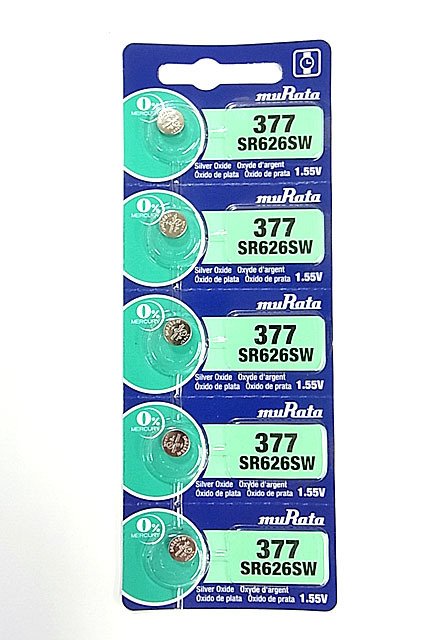 muRata
0%
MERCURY
377
SR626SW
Silver Oxide Oxyde d'argent
Óxido de plata Óxido de prata 1.55V
muRata
0%
MERCURY
377
SR626SW
Silver Oxide Oxyde d'argent
Óxido de plata Óxido de prata 1.55V
muRata
0%
MERCURY
377
SR626SW
Silver Oxide Oxyde d'argent
Óxido de plata Óxido de prata 1.55V
muRata
0%
MERCURY
377
SR626SW
Silver Oxide Oxyde d'argent
Óxido de plata Óxido de prata 1.55V
muRata
0%
MERCURY
377
SR626SW
Silver Oxide Oxyde d'argent
Óxido de plata Óxido de prata 1.55V